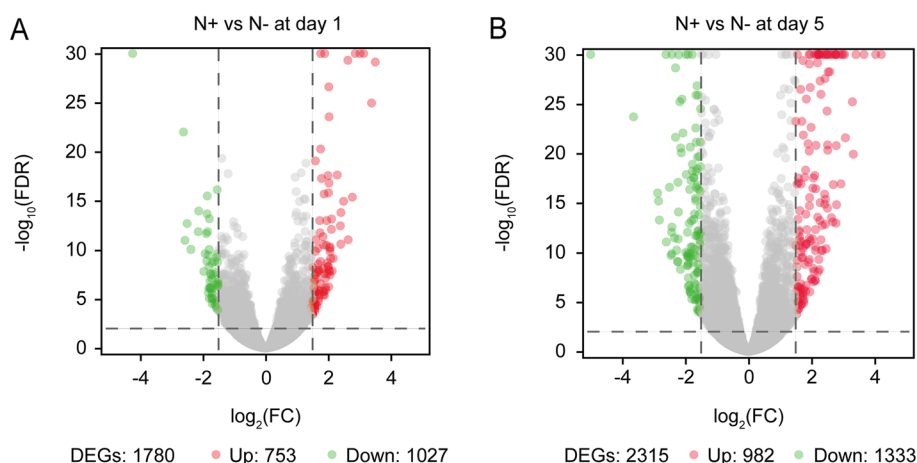 A
N+ vs N- at day 1
30
25
20
15
10
5
0
-log10(FDR)
-4 -2 0 2 4
log2(FC)
DEGs: 1780 Up: 753 Down: 1027
B
N+ vs N- at day 5
30
25
20
15
10
5
0
-log10(FDR)
-4 -2 0 2 4
log2(FC)
DEGs: 2315 Up: 982 Down: 1333